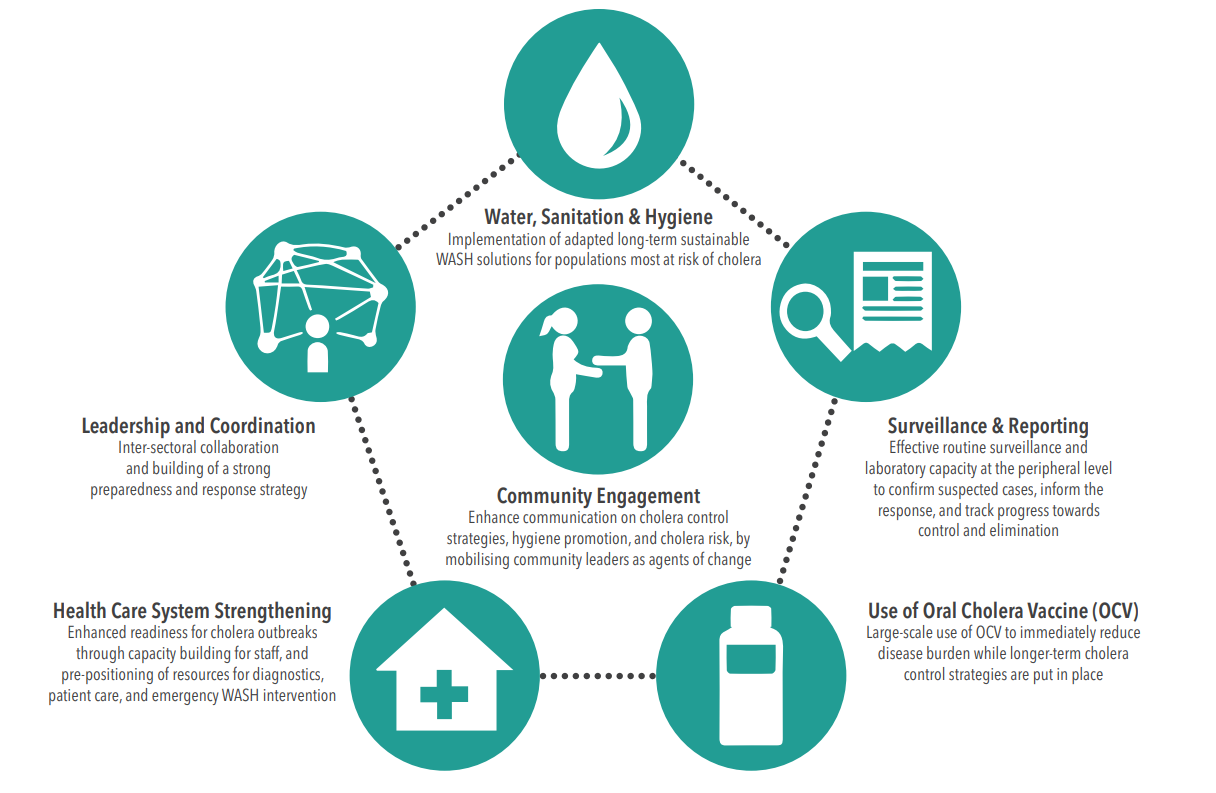 Water, Sanitation & Hygiene
Implementation of adapted long-term sustainable
WASH solutions for populations most at risk of cholera
Leadership and Coordination
Inter-sectoral collaboration
and building of a strong
preparedness and response strategy
Surveillance & Reporting
Effective routine surveillance and
laboratory capacity at the peripheral level
to confirm suspected cases, inform the
response, and track progress towards
control and elimination
Community Engagement
Enhance communication on cholera control
strategies, hygiene promotion, and cholera risk, by
mobilising community leaders as agents of change
Health Care System Strengthening
Enhanced readiness for cholera outbreaks
through capacity building for staff, and
pre-positioning of resources for diagnostics,
patient care, and emergency WASH intervention
Use of Oral Cholera Vaccine (OCV)
Large-scale use of OCV to immediately reduce
disease burden while longer-term cholera
control strategies are put in place